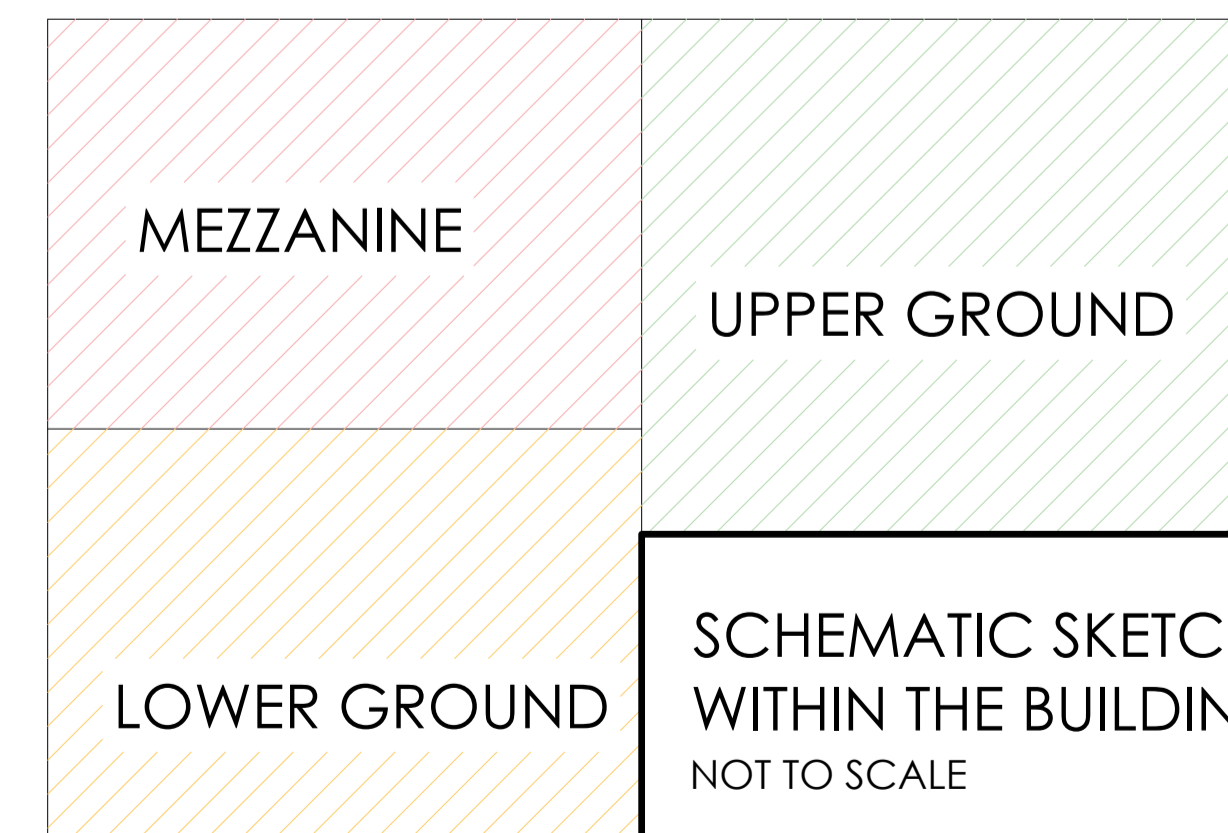 MEZZANINE
UPPER GROUND
LOWER GROUND
SCHEMATIC
WITHIN THE
NOT TO SCALE